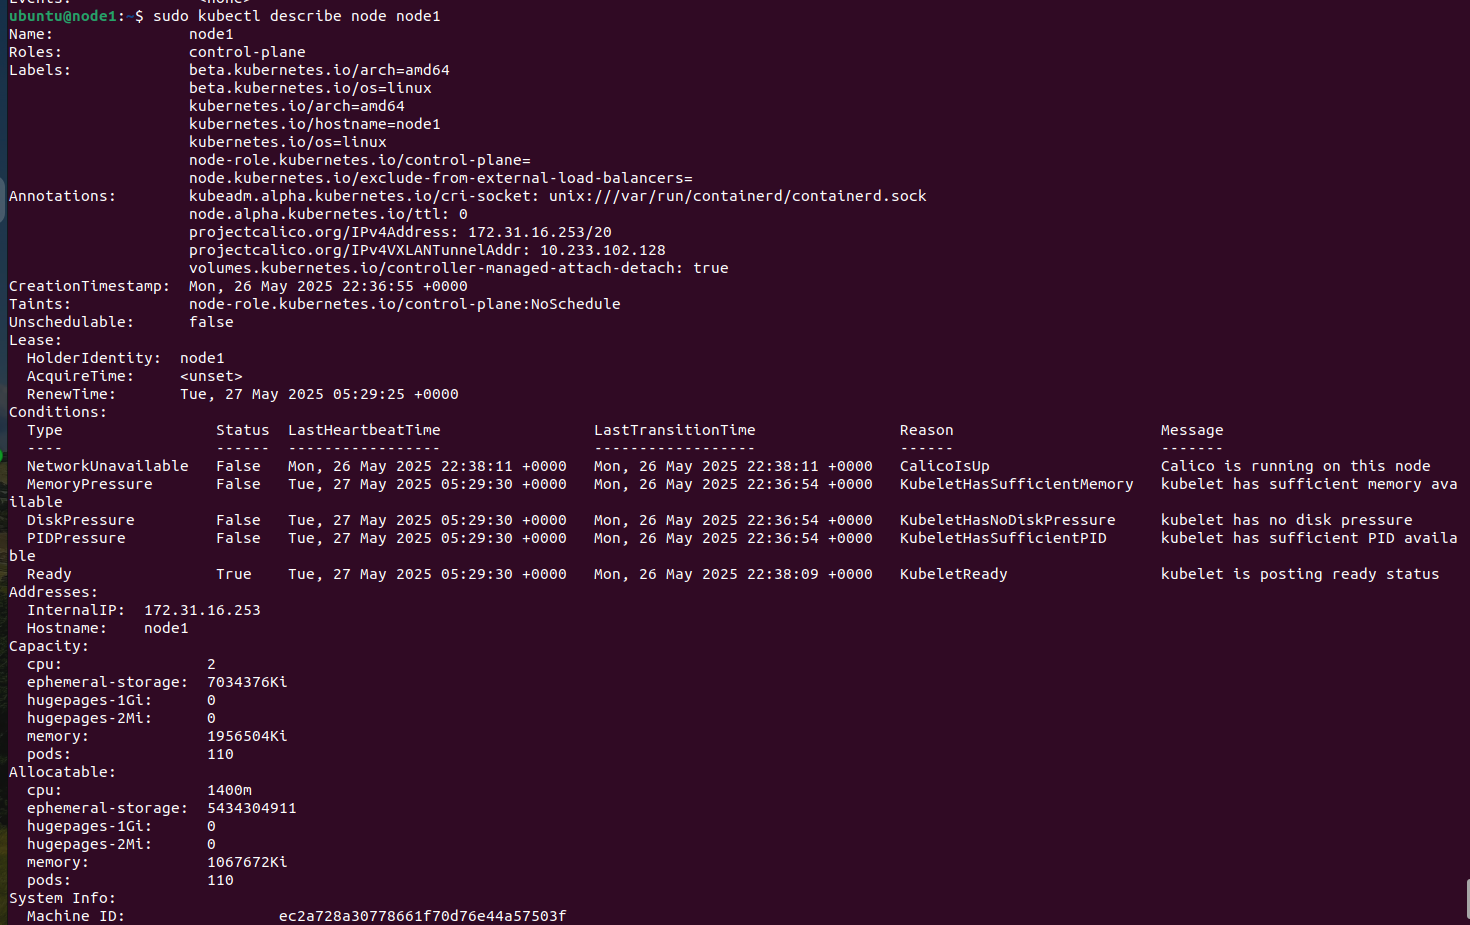 Events:              <none>
ubuntu@node1:~$ sudo kubectl describe node node1
Name:               node1
Roles:              control-plane
Labels:             beta.kubernetes.io/arch=amd64
                    beta.kubernetes.io/os=linux
                    kubernetes.io/arch=amd64
                    kubernetes.io/hostname=node1
                    kubernetes.io/os=linux
                    node-role.kubernetes.io/control-plane=
                    node.kubernetes.io/exclude-from-external-load-balancers=
Annotations:        kubeadm.alpha.kubernetes.io/cri-socket: unix:///var/run/containerd/containerd.sock
                    node.alpha.kubernetes.io/ttl: 0
                    projectcalico.org/IPv4Address: 172.31.16.253/20
                    projectcalico.org/IPv4VXLANTunnelAddr: 10.233.102.128
                    volumes.kubernetes.io/controller-managed-attach-detach: true
CreationTimestamp:  Mon, 26 May 2025 22:36:55 +0000
Taints:             node-role.kubernetes.io/control-plane:NoSchedule
Unschedulable:      false
Lease:
  HolderIdentity:  node1
  AcquireTime:     <unset>
  RenewTime:       Tue, 27 May 2025 05:29:25 +0000
Conditions:
  Type                 Status  LastHeartbeatTime                 LastTransitionTime                Reason                       Message
  ----                 ------  -----------------                 ------------------                ------                       -------
  NetworkUnavailable   False   Mon, 26 May 2025 22:38:11 +0000   Mon, 26 May 2025 22:38:11 +0000   CalicoIsUp                   Calico is running on this node
  MemoryPressure       False   Tue, 27 May 2025 05:29:30 +0000   Mon, 26 May 2025 22:36:54 +0000   KubeletHasSufficientMemory   kubelet has sufficient memory ava
ilable
  DiskPressure         False   Tue, 27 May 2025 05:29:30 +0000   Mon, 26 May 2025 22:36:54 +0000   KubeletHasNoDiskPressure     kubelet has no disk pressure
  PIDPressure          False   Tue, 27 May 2025 05:29:30 +0000   Mon, 26 May 2025 22:36:54 +0000   KubeletHasSufficientPID      kubelet has sufficient PID availa
ble
  Ready                True    Tue, 27 May 2025 05:29:30 +0000   Mon, 26 May 2025 22:38:09 +0000   KubeletReady                 kubelet is posting ready status
Addresses:
  InternalIP:  172.31.16.253
  Hostname:    node1
Capacity:
  cpu:                2
  ephemeral-storage:  7034376Ki
  hugepages-1Gi:      0
  hugepages-2Mi:      0
  memory:             1956504Ki
  pods:               110
Allocatable:
  cpu:                1400m
  ephemeral-storage:  5434304911
  hugepages-1Gi:      0
  hugepages-2Mi:      0
  memory:             1067672Ki
  pods:               110
System Info:
  Machine ID:                 ec2a728a30778661f70d76e44a57503f